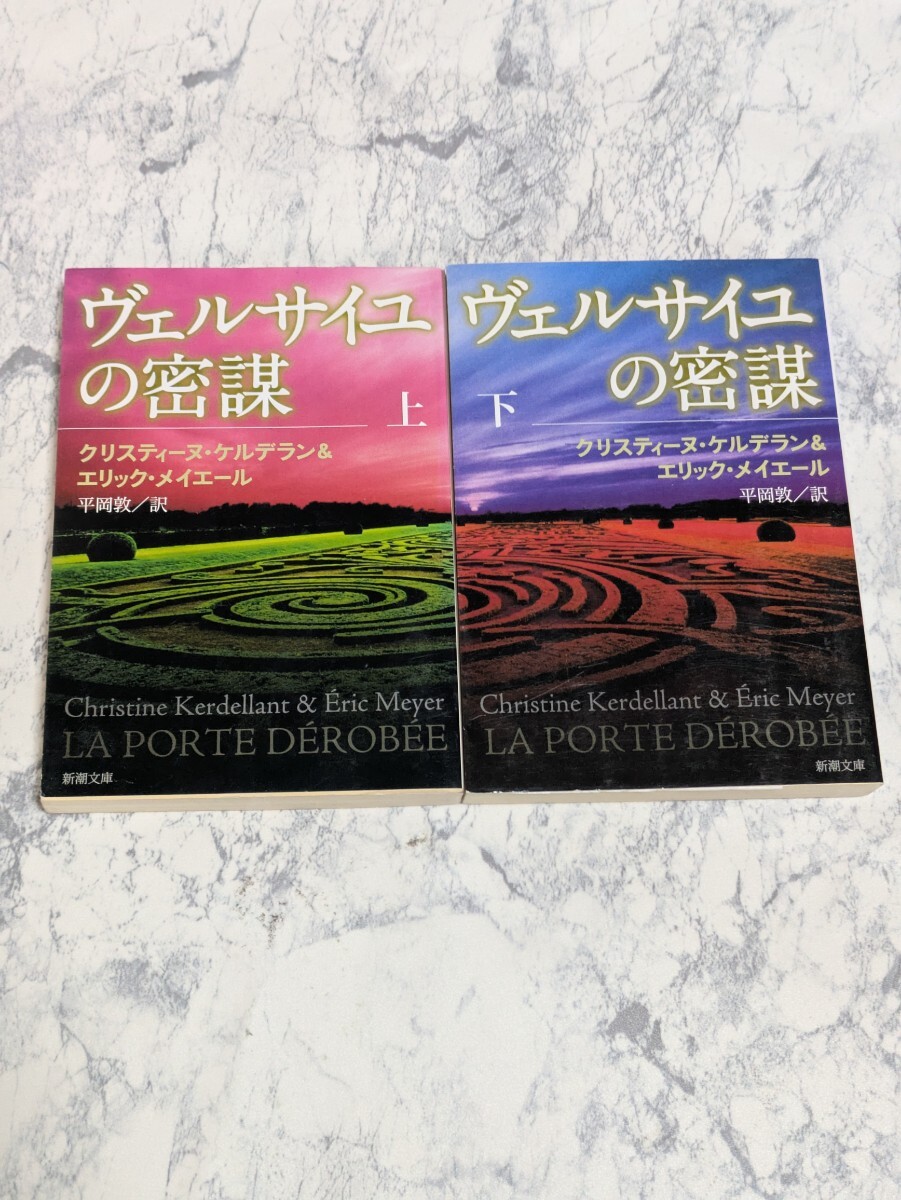 ヴェルサイユ
の密謀
上
クリスティーヌ・ケルデラン&
エリック・メイエール
平岡敦／訳
Christine Kerdellant & Éric Meyer
LA PORTE DÉROBÉE
新潮文庫
ヴェルサイユ
の密謀
下
クリスティーヌ・ケルデラン&
エリック・メイエール
平岡敦／訳
Christine Kerdellant & Éric Meyer
LA PORTE DÉROBÉE
新潮文庫